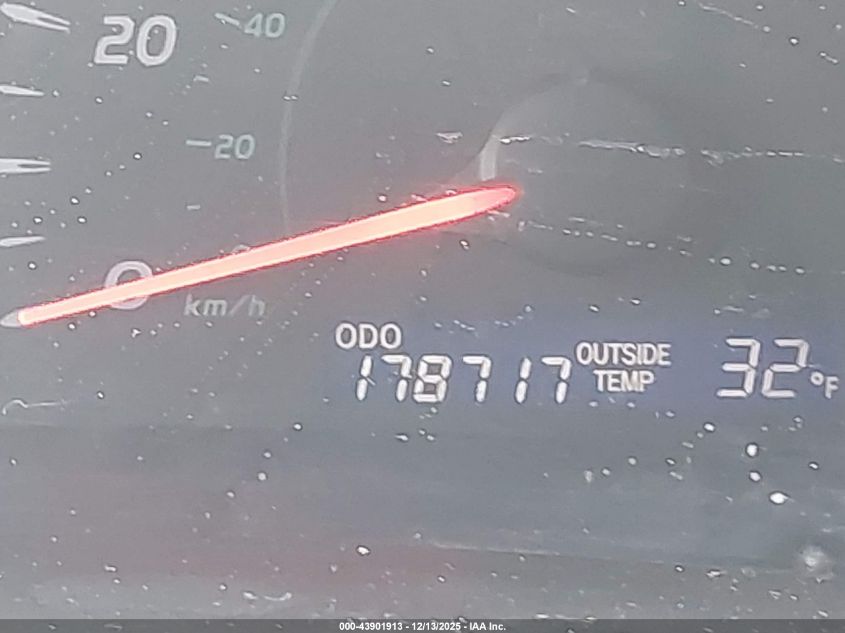 40
20
20
0
km/h
ODO
178717
OUTSIDE
TEMP
32°F
000-43901913 - 12/13/2025 - IAA Inc.